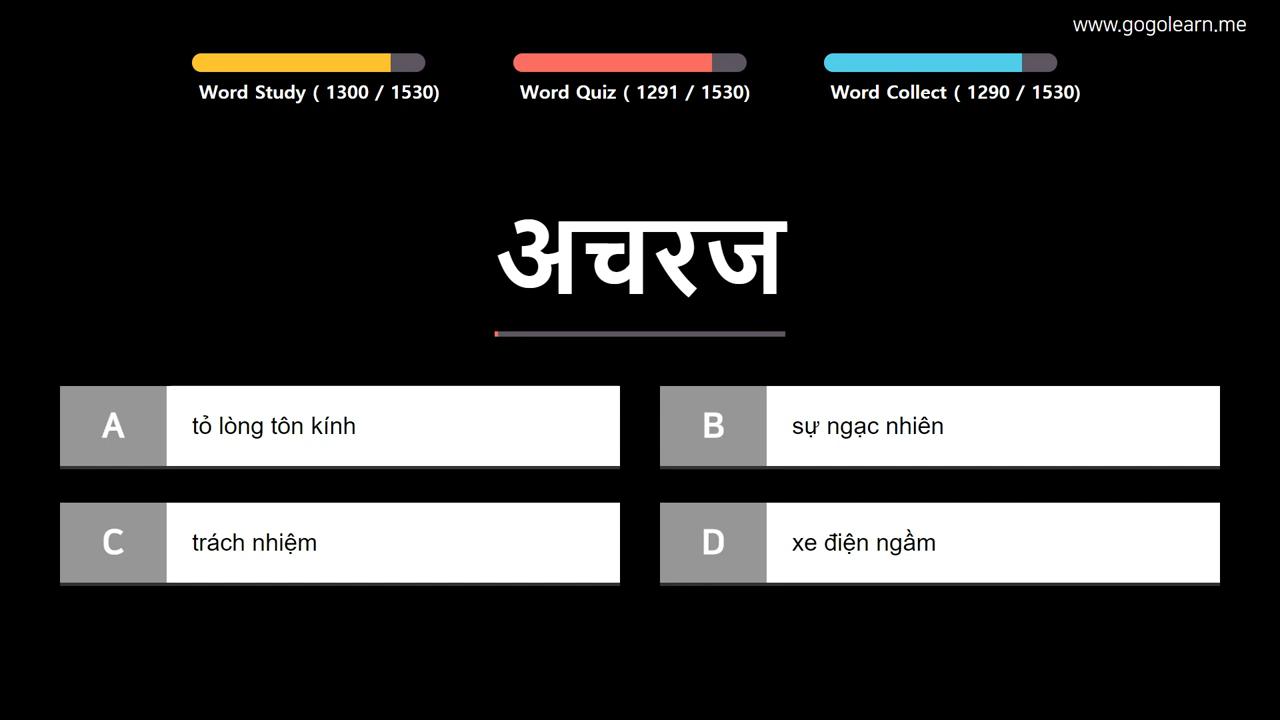 www.gogolearn.me
Word Study ( 1300 / 1530)
Word Quiz ( 1291 / 1530)
Word Collect ( 1290 / 1530)
अचरज
A tỏ lòng tôn kính
B sự ngạc nhiên
C trách nhiệm
D xe điện ngầm